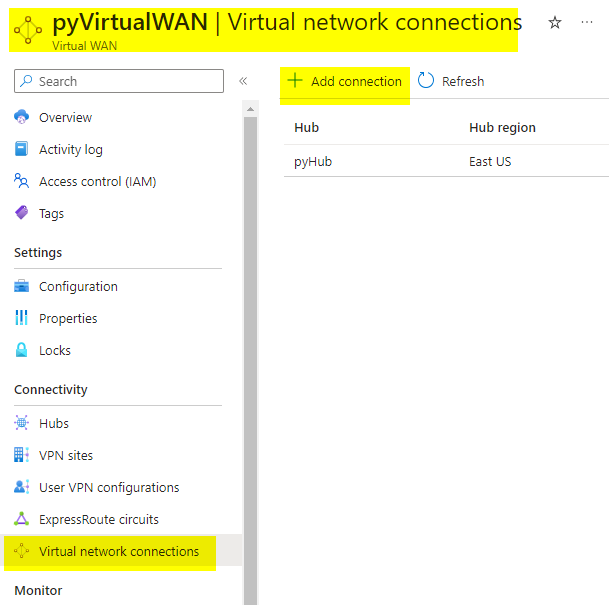 pyVirtualWAN | Virtual network connections
Virtual WAN
Search
Add connection
Refresh
Overview
Activity log
Access control (IAM)
Tags
Settings
Configuration
Properties
Locks
Connectivity
Hubs
VPN sites
User VPN configurations
ExpressRoute circuits
Virtual network connections
Monitor
Hub
Hub region
pyHub
East US